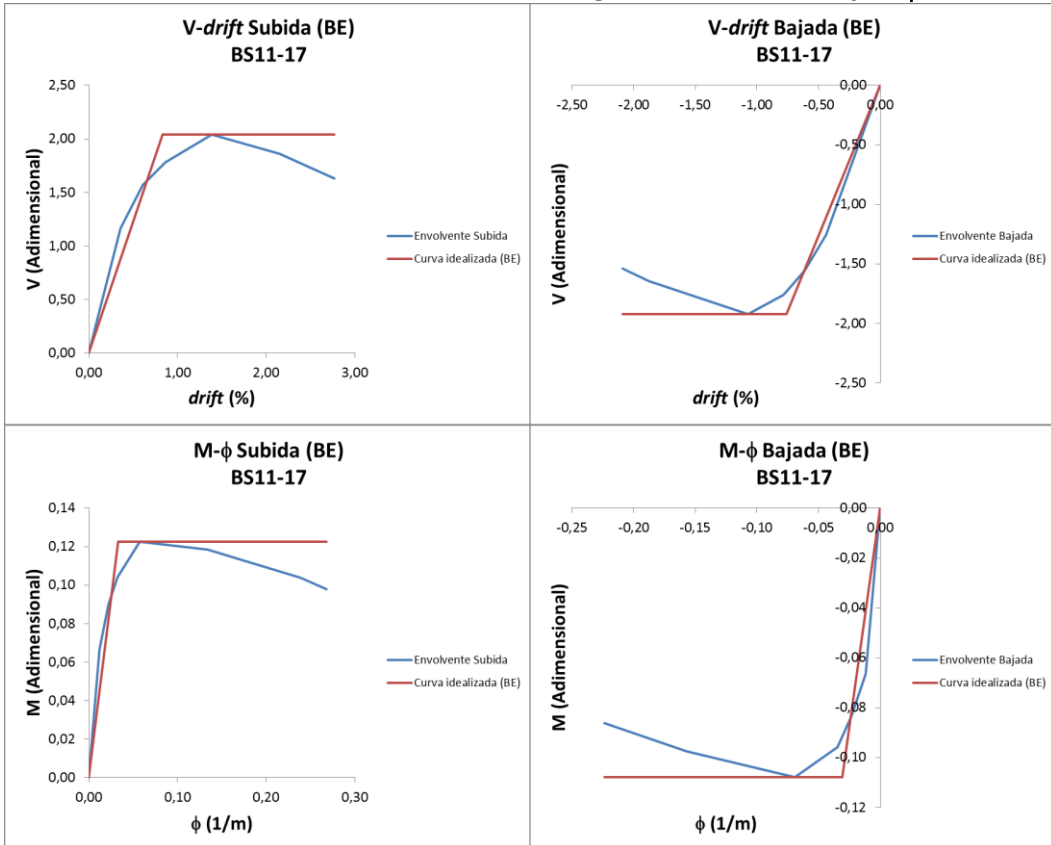 V-drift Subida (BE)
BS11-17
2,50
2,00
1,50
1,00
0,50
0,00
0,00
1,00
2,00
3,00
V (Adimensional)
drift (%)
Envolvente Subida
Curva idealizada (BE)
V-drift Bajada (BE)
BS11-17
-2,50
-2,00
-1,50
-1,00
-0,50
0,00
0,00
-0,50
-1,00
-1,50
-2,00
-2,50
V (Adimensional)
drift (%)
Envolvente Bajada
Curva idealizada (BE)
M-ϕ Subida (BE)
BS11-17
0,14
0,12
0,10
0,08
0,06
0,04
0,02
0,00
0,00
0,10
0,20
0,30
M (Adimensional)
ϕ (1/m)
Envolvente Subida
Curva idealizada (BE)
M-ϕ Bajada (BE)
BS11-17
-0,25
-0,20
-0,15
-0,10
-0,05
0,00
0,00
-0,02
-0,04
-0,06
-0,08
-0,10
-0,12
M (Adimensional)
ϕ (1/m)
Envolvente Bajada
Curva idealizada (BE)